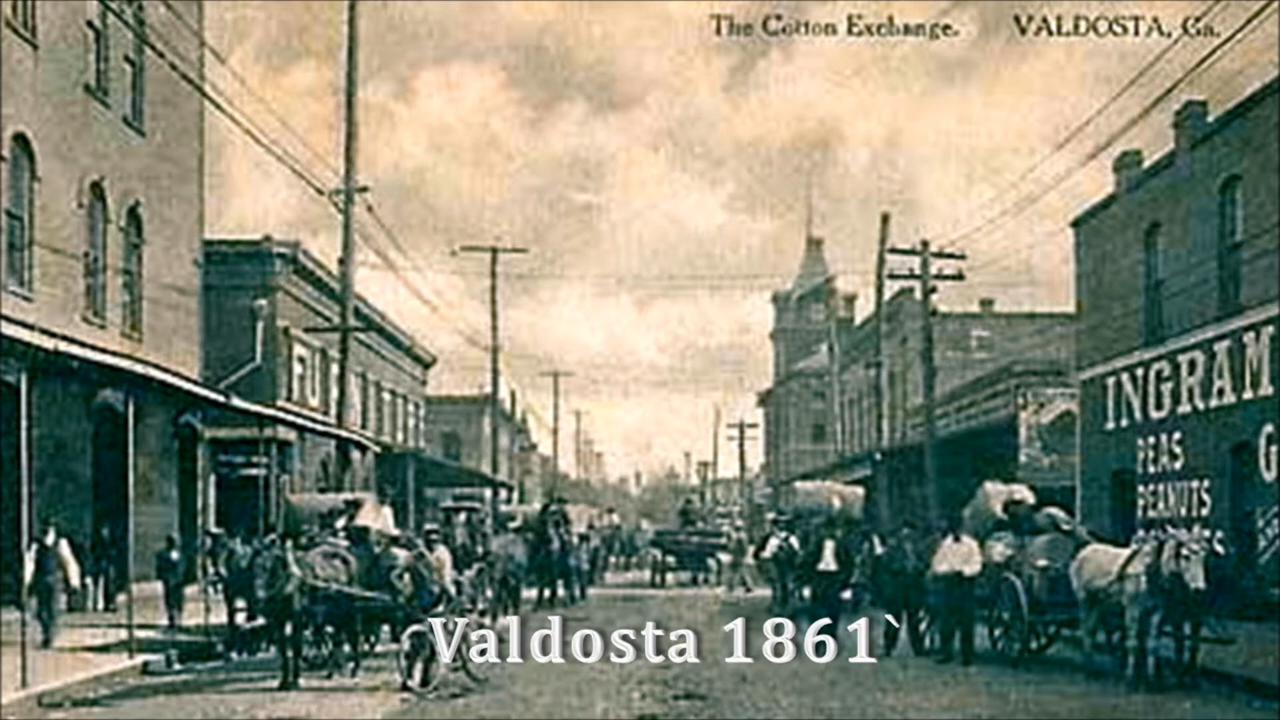 The Cotton Exchange. VALDOSTA, Ga.
INGRAM
PEAS
PEANUTS
G
Valdosta 1861`